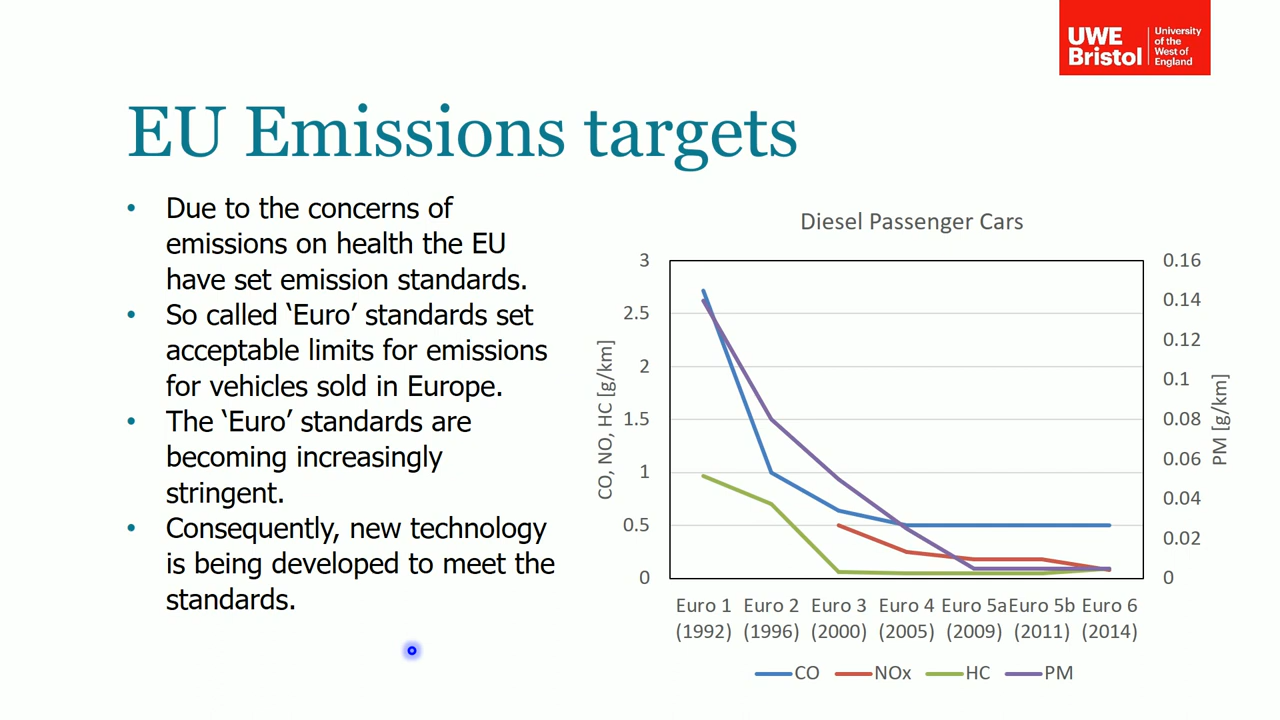 UWE
Bristol
University
of the
West of
England
EU Emissions targets
• Due to the concerns of
emissions on health the EU
have set emission standards.
• So called ‘Euro’ standards set
acceptable limits for emissions
for vehicles sold in Europe.
• The ‘Euro’ standards are
becoming increasingly
stringent.
• Consequently, new technology
is being developed to meet the
standards.
Diesel Passenger Cars
3
2.5
2
1.5
1
0.5
0
CO, NO, HC [g/km]
0.16
0.14
0.12
0.1
0.08
0.06
0.04
0.02
0
PM [g/km]
Euro 1 Euro 2 Euro 3 Euro 4 Euro 5a Euro 5b Euro 6
(1992) (1996) (2000) (2005) (2009) (2011) (2014)
CO NOx HC PM